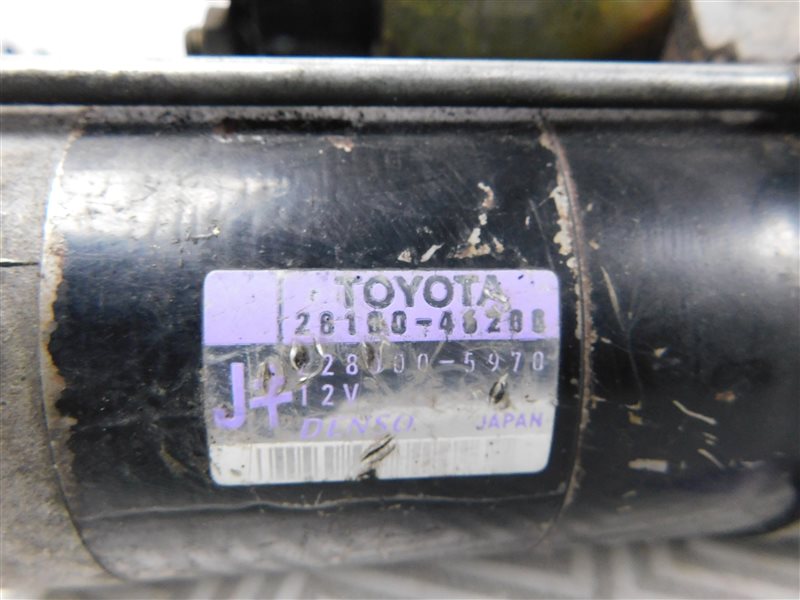 TOYOTA
28100-46200
228000-5970
12V
DENSO JAPAN